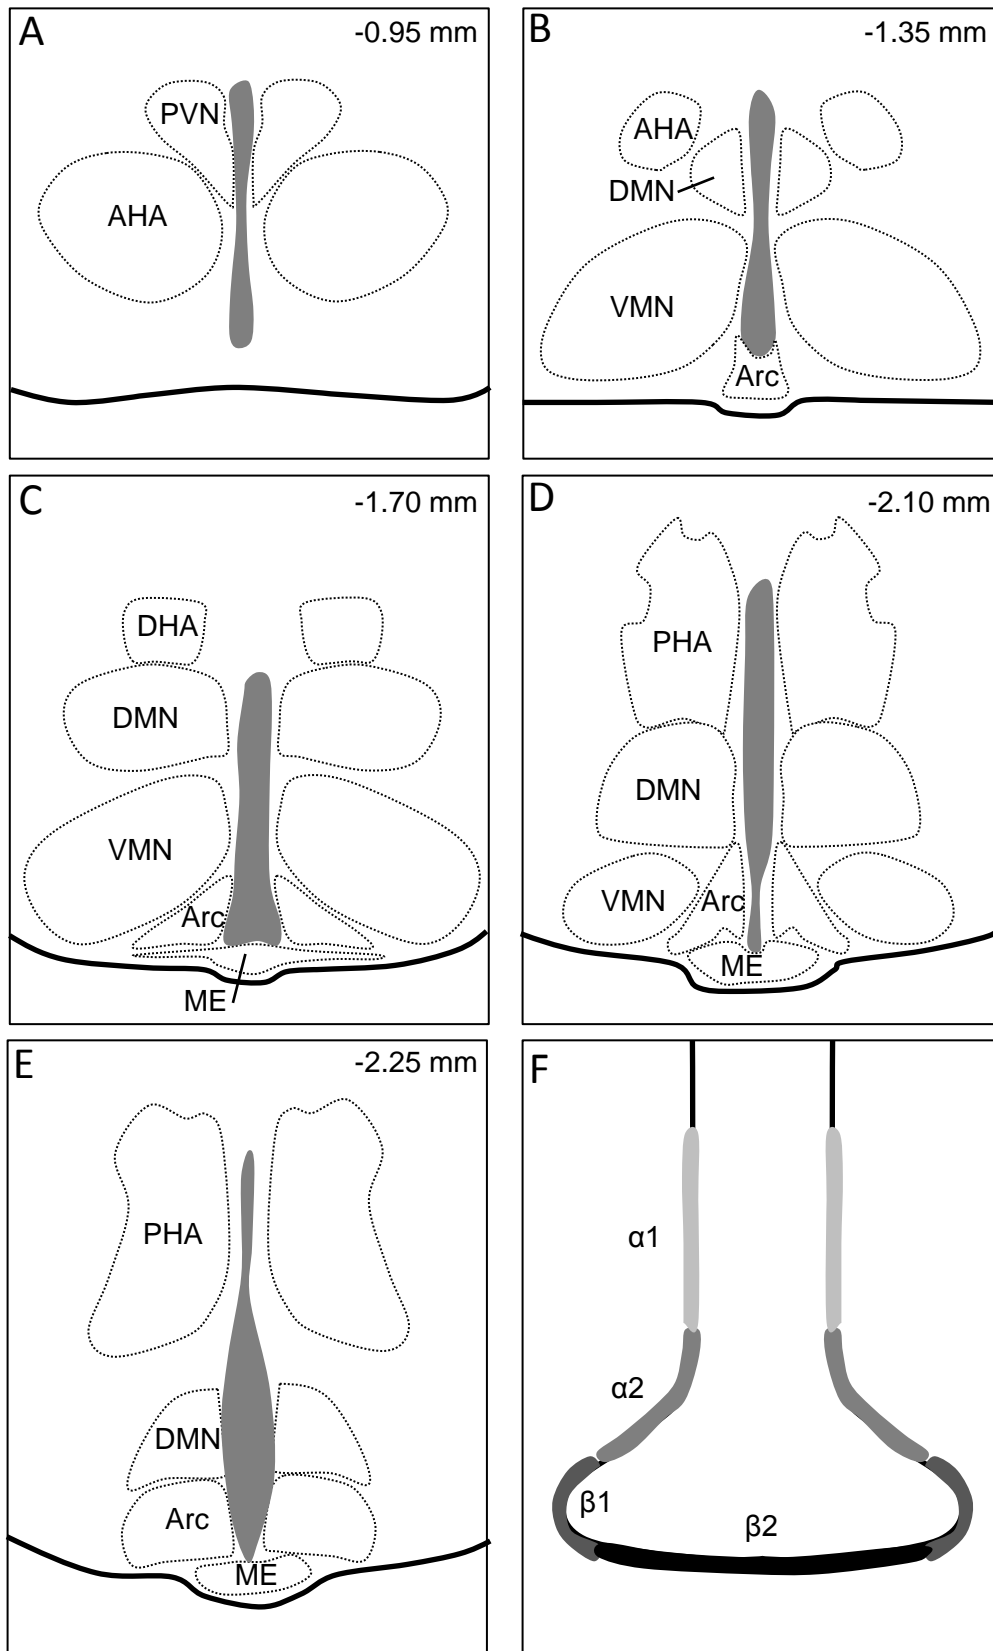 A
-0.95 mm
PVN
AHA
B
-1.35 mm
AHA
DMN
VMN
Arc
C
-1.70 mm
DHA
DMN
VMN
Arc
ME
D
-2.10 mm
PHA
DMN
VMN
Arc
ME
E
-2.25 mm
PHA
DMN
Arc
ME
F
α1
α2
β1
β2